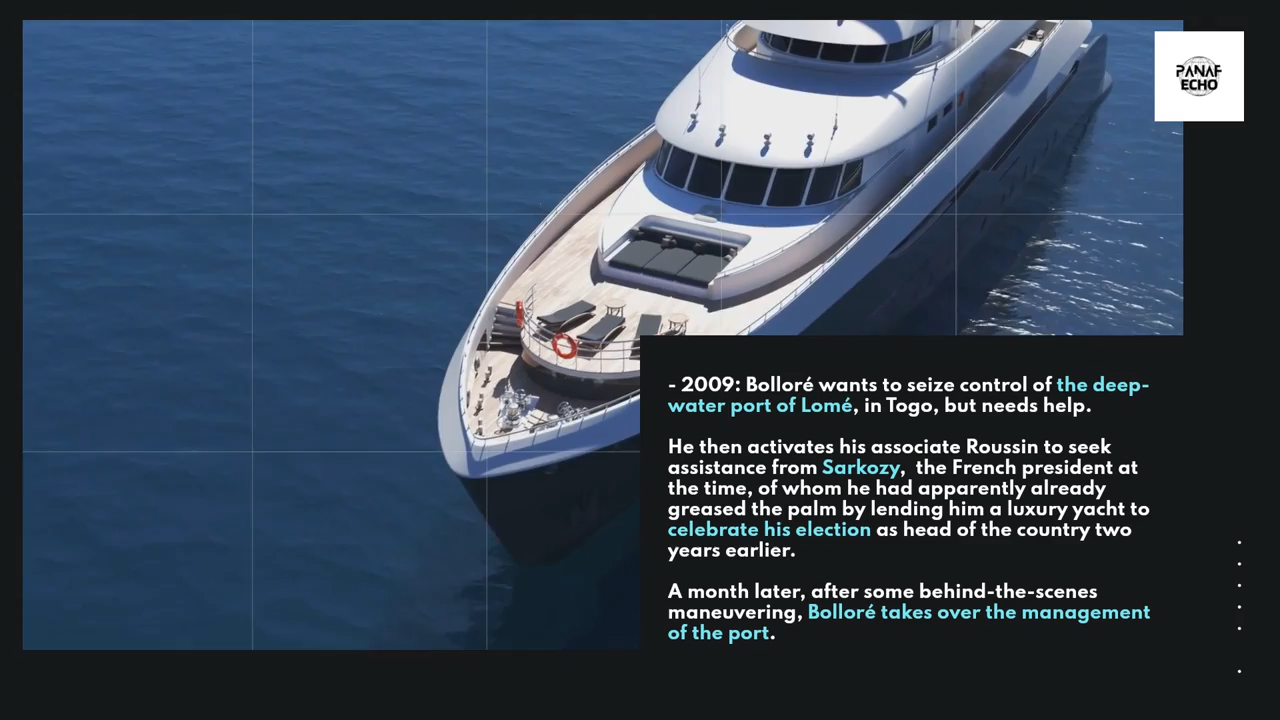 PANAF
ECHO
- 2009: Bolloré wants to seize control of the deep-
water port of Lomé, in Togo, but needs help.
He then activates his associate Roussin to seek
assistance from Sarkozy,  the French president at
the time, of whom he had apparently already
greased the palm by lending him a luxury yacht to
celebrate his election as head of the country two
years earlier.
A month later, after some behind-the-scenes
maneuvering, Bolloré takes over the management
of the port.